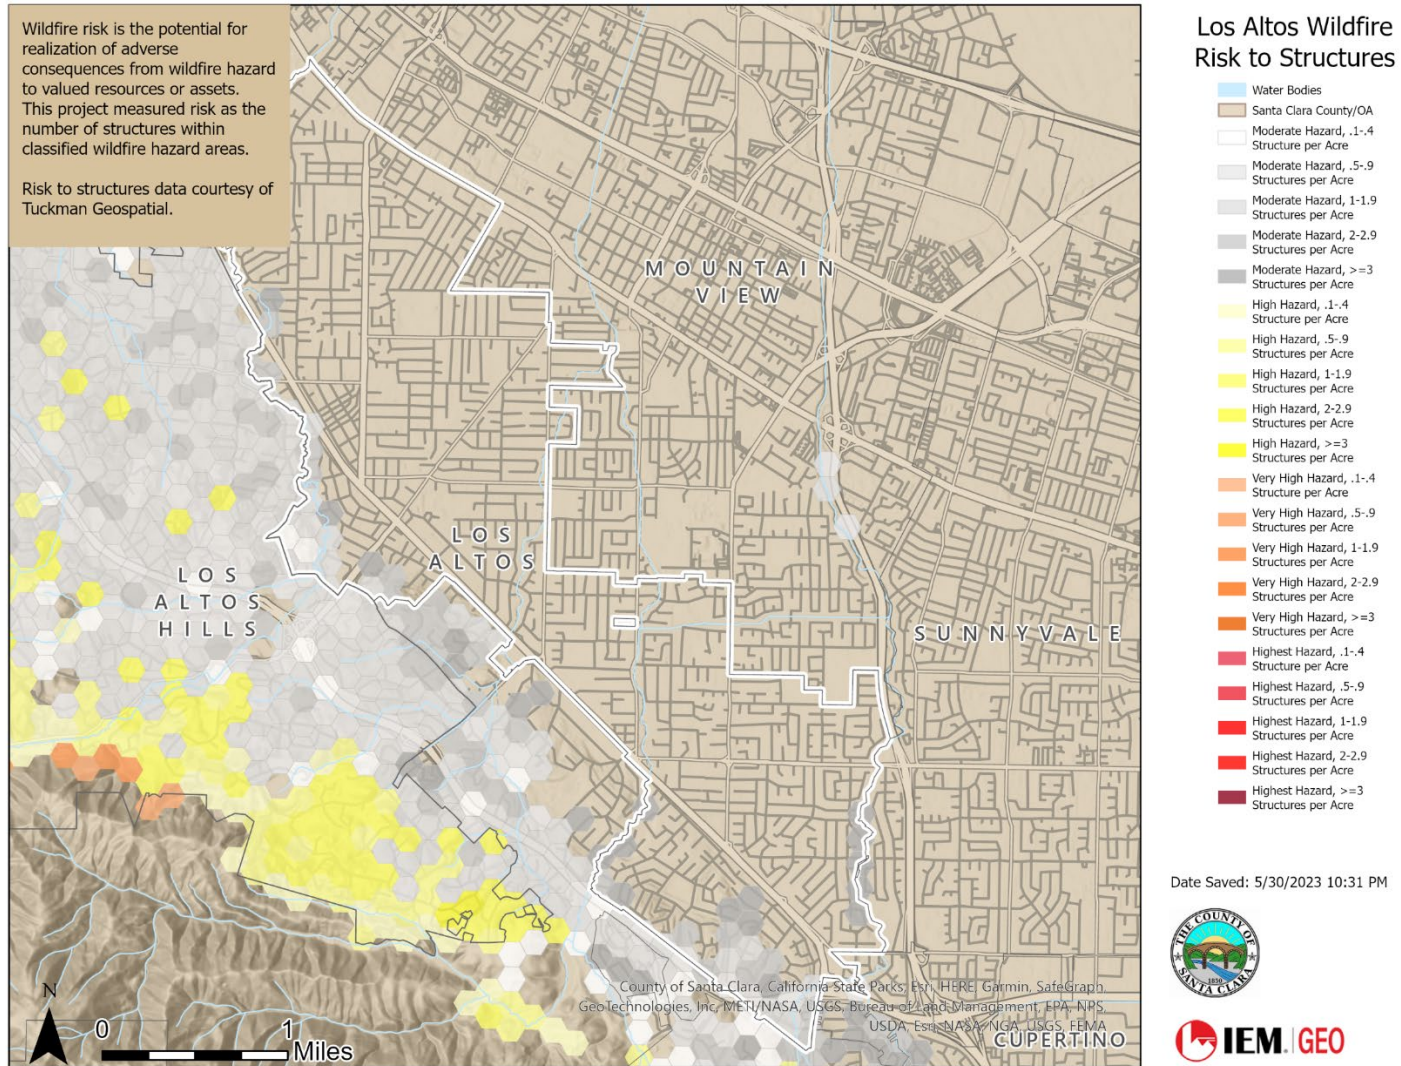 Wildfire risk is the potential for
realization of adverse
consequences from wildfire hazard
to valued resources or assets.
This project measured risk as the
number of structures within
classified wildfire hazard areas.
Risk to structures data courtesy of
Tuckman Geospatial.
MOUNTAIN
VIEW
LOS
ALTOS
LOS
ALTOS
HILLS
SUNNYVALE
County of Santa Clara, California State Parks, Esri, HERE, Garmin, SafeGraph,
GeoTechnologies, Inc, METI/NASA, USGS, Bureau of Land Management, EPA, NPS,
USDA, Esri, NASA, NGA, USGS, FEMA
CUPERTINO
N
0 1
Miles
Los Altos Wildfire
Risk to Structures
Water Bodies
Santa Clara County/OA
Moderate Hazard, .1-.4
Structure per Acre
Moderate Hazard, .5-.9
Structures per Acre
Moderate Hazard, 1-1.9
Structures per Acre
Moderate Hazard, 2-2.9
Structures per Acre
Moderate Hazard, >=3
Structures per Acre
High Hazard, .1-.4
Structure per Acre
High Hazard, .5-.9
Structures per Acre
High Hazard, 1-1.9
Structures per Acre
High Hazard, 2-2.9
Structures per Acre
High Hazard, >=3
Structures per Acre
Very High Hazard, .1-.4
Structure per Acre
Very High Hazard, .5-.9
Structures per Acre
Very High Hazard, 1-1.9
Structures per Acre
Very High Hazard, 2-2.9
Structures per Acre
Very High Hazard, >=3
Structures per Acre
Highest Hazard, .1-.4
Structure per Acre
Highest Hazard, .5-.9
Structures per Acre
Highest Hazard, 1-1.9
Structures per Acre
Highest Hazard, 2-2.9
Structures per Acre
Highest Hazard, >=3
Structures per Acre
Date Saved: 5/30/2023 10:31 PM
THE COUNTY OF
SANTA CLARA
1850
IEM. GEO